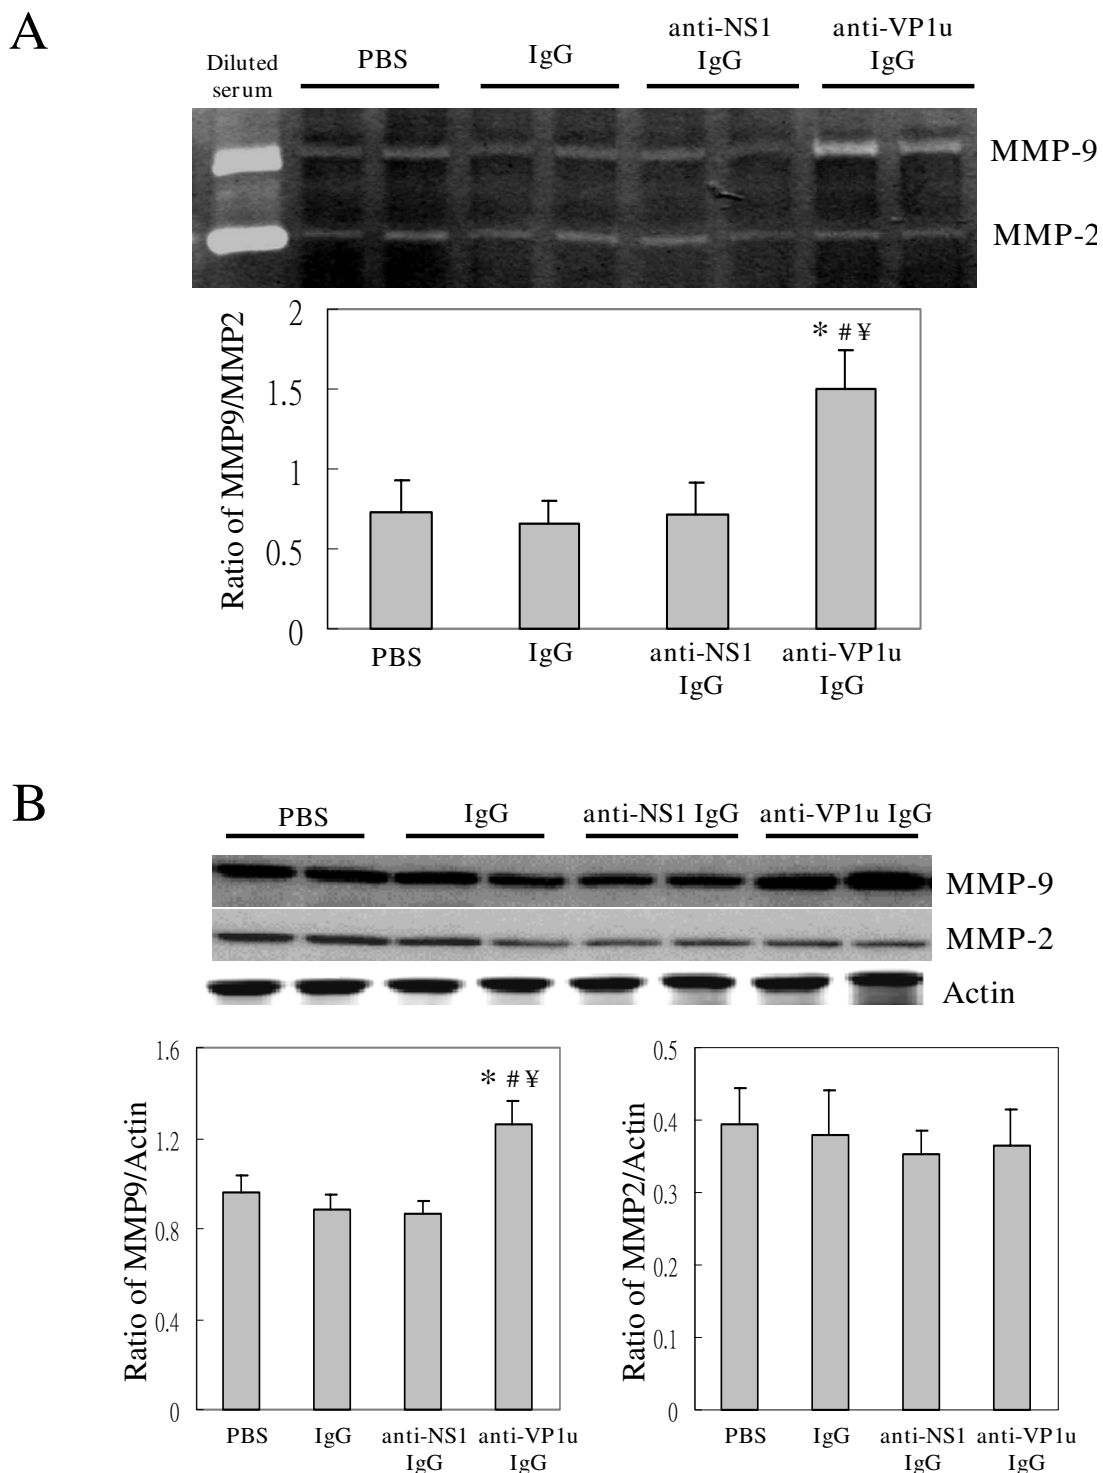 A
Diluted
serum
PBS
IgG
anti-NS1
IgG
anti-VP1u
IgG
MMP-9
MMP-2
Ratio of MMP9/MMP2
2
1.5
1
0.5
0
* # ¥
PBS
IgG
anti-NS1
IgG
anti-VP1u
IgG
B
PBS
IgG
anti-NS1 IgG
anti-VP1u IgG
MMP-9
MMP-2
Actin
Ratio of MMP9/Actin
1.6
1.2
0.8
0.4
0
* # ¥
PBS
IgG
anti-NS1
IgG
anti-VP1u
IgG
Ratio of MMP2/Actin
0.5
0.4
0.3
0.2
0.1
0
PBS
IgG
anti-NS1
IgG
anti-VP1u
IgG